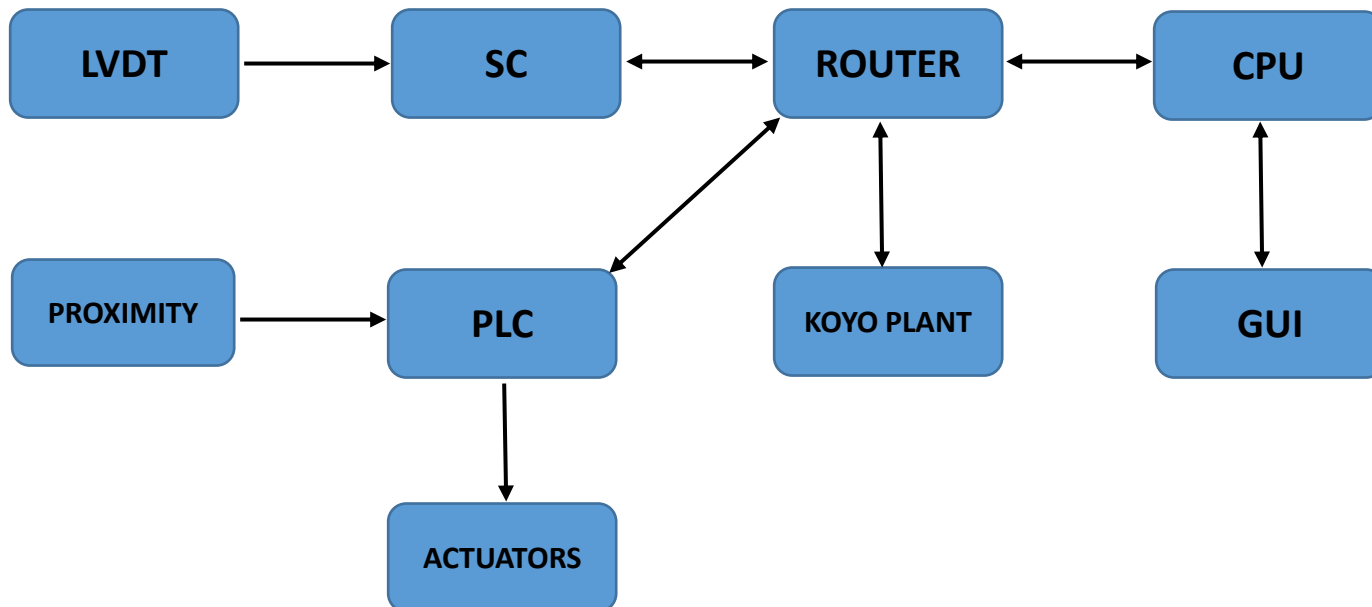 LVDT
SC
ROUTER
CPU
PROXIMITY
PLC
KOYO PLANT
GUI
ACTUATORS